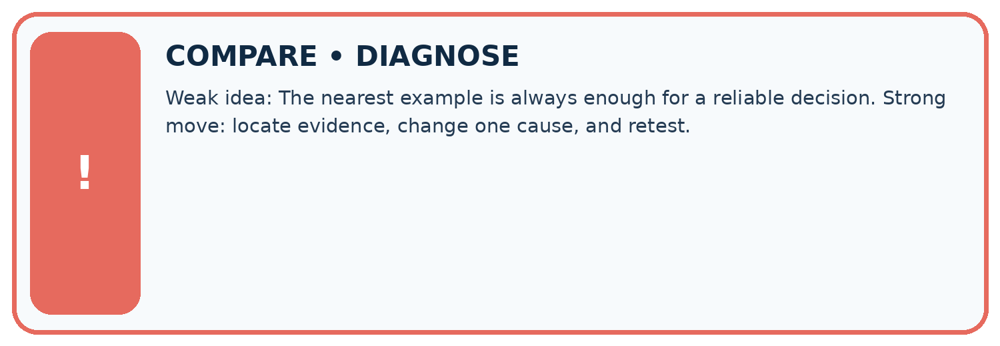 !
COMPARE • DIAGNOSE
Weak idea: The nearest example is always enough for a reliable decision. Strong
move: locate evidence, change one cause, and retest.